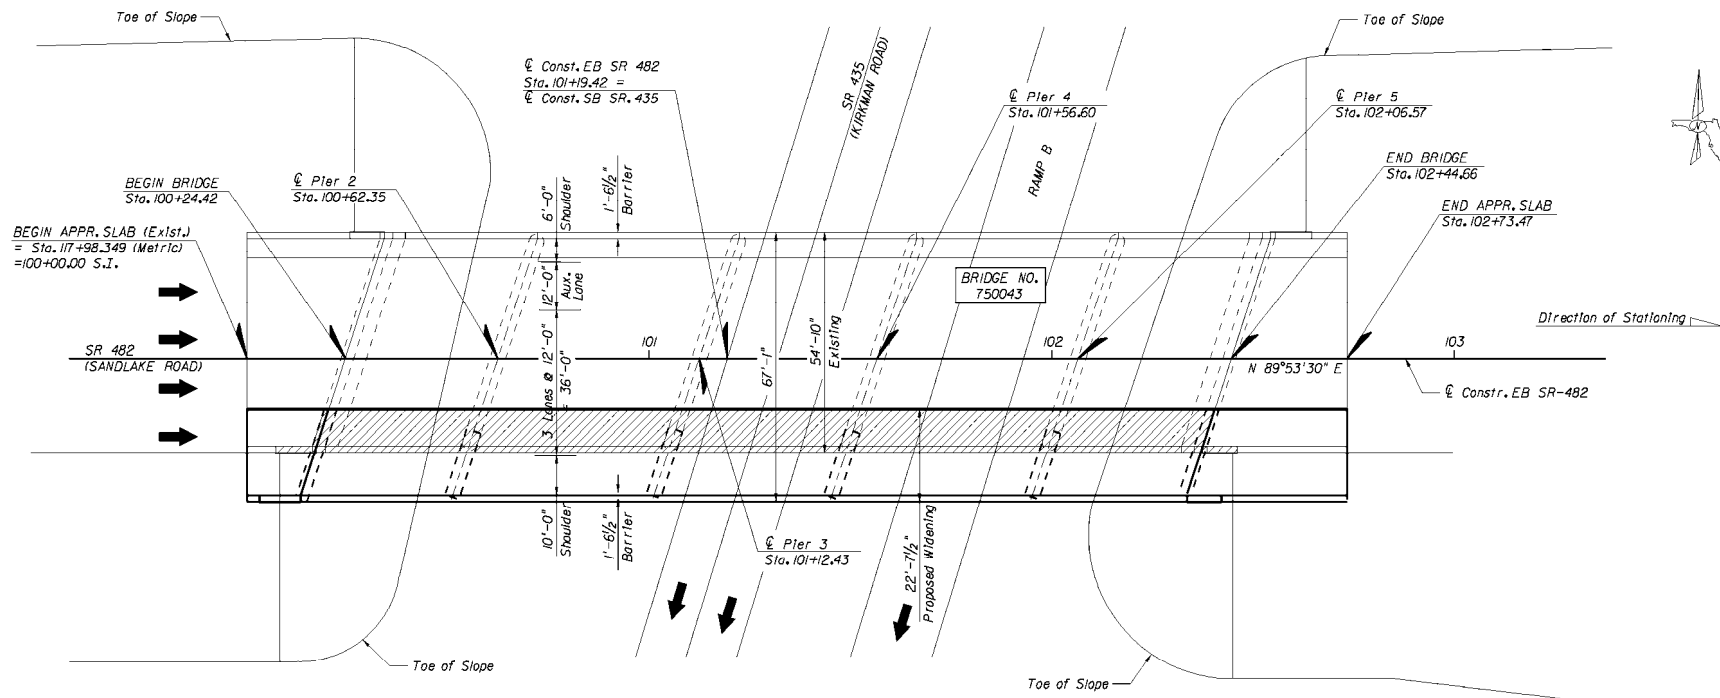 Toe of Slope
Toe of Slope
℄ Const. EB SR 482
Sta. 101+19.42 =
℄ Const. SB SR. 435
SR 435
(KIRKMAN ROAD)
℄ Pier 4
Sta. 101+56.60
℄ Pier 5
Sta. 102+06.57
N
RAMP B
END BRIDGE
Sta. 102+44.66
BEGIN BRIDGE
Sta. 100+24.42
℄ Pier 2
Sta. 100+62.35
6'-0"
Shoulder
1'-6½"
Barrier
END APPR. SLAB
Sta. 102+73.47
BEGIN APPR. SLAB (Exist.)
= Sta. 117+98.349 (Metric)
=100+00.00 S.I.
12'-0"
Aux.
Lane
BRIDGE NO.
750043
Direction of Stationing
SR 482
(SANDLAKE ROAD)
3 Lanes @ 12'-0"
= 36'-0"
101
67'-1"
54'-10"
Existing
102
103
N 89°53'30" E
℄ Constr. EB SR-482
10'-0"
Shoulder
1'-6½"
Barrier
℄ Pier 3
Sta. 101+12.43
22'-7½"
Proposed Widening
Toe of Slope
Toe of Slope